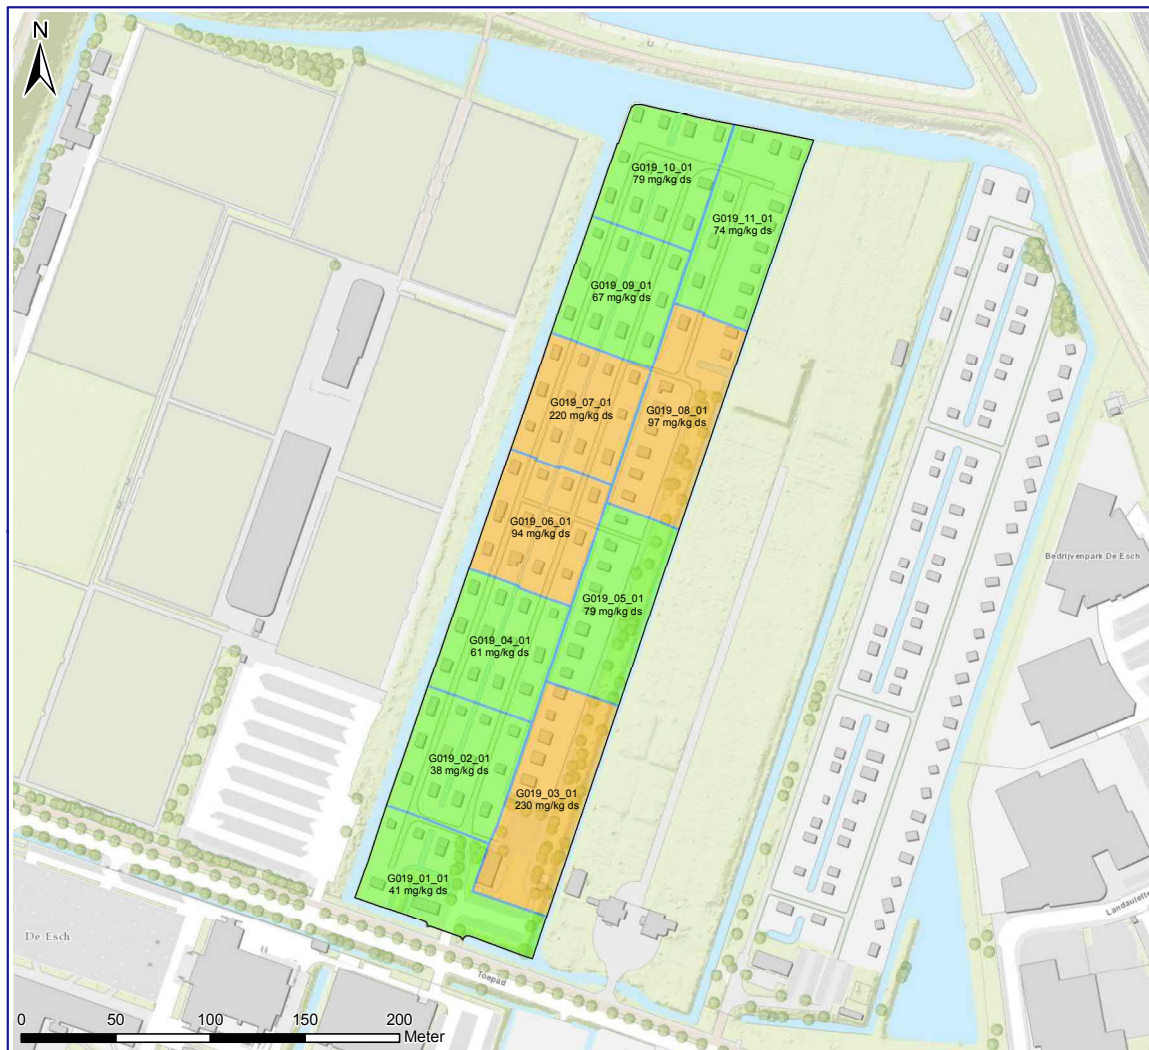 N
G019_10_01
79 mg/kg ds
G019_11_01
74 mg/kg ds
G019_09_01
67 mg/kg ds
G019_07_01
220 mg/kg ds
G019_08_01
97 mg/kg ds
G019_06_01
94 mg/kg ds
Bedrijvenpark De Esch
G019_05_01
79 mg/kg ds
G019_04_01
61 mg/kg ds
G019_02_01
38 mg/kg ds
G019_03_01
230 mg/kg ds
G019_01_01
41 mg/kg ds
De Esch
Toepad
0 50 100 150 200
Meter